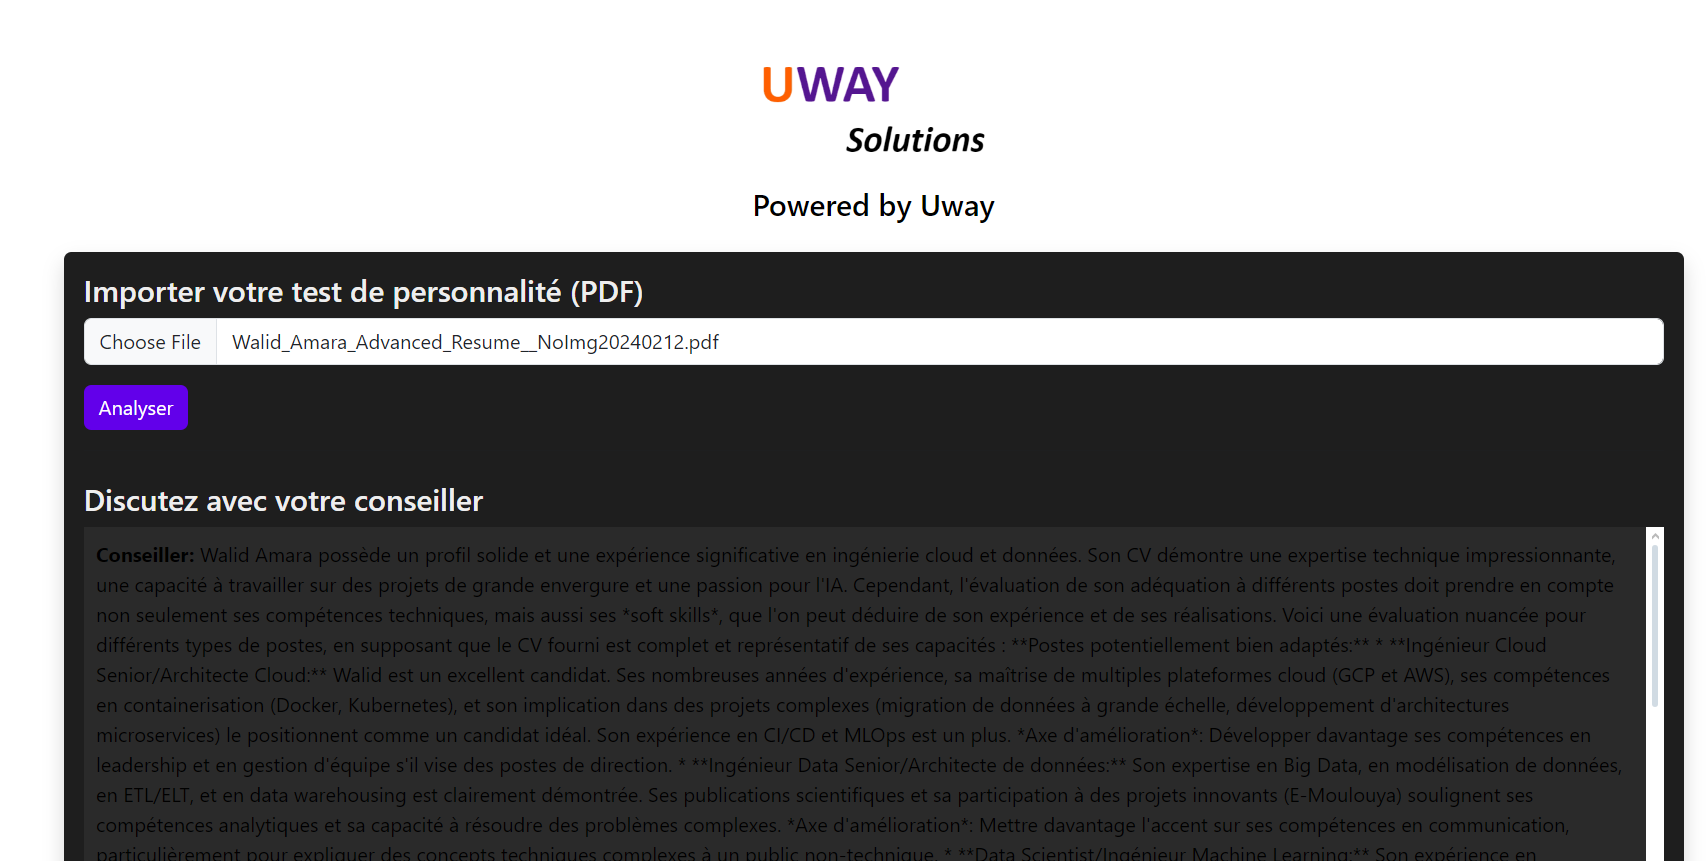 UWAY
Solutions
Powered by Uway
Importer votre test de personnalité (PDF)
Choose File Walid_Amara_Advanced_Resume__NoImg20240212.pdf
Analyser
Discutez avec votre conseiller
Conseiller: Walid Amara possède un profil solide et une expérience significative en ingénierie cloud et données. Son CV démontre une expertise technique impressionnante,
une capacité à travailler sur des projets de grande envergure et une passion pour l'IA. Cependant, l'évaluation de son adéquation à différents postes doit prendre en compte
non seulement ses compétences techniques, mais aussi ses *soft skills*, que l'on peut déduire de son expérience et de ses réalisations. Voici une évaluation nuancée pour
différents types de postes, en supposant que le CV fourni est complet et représentatif de ses capacités : **Postes potentiellement bien adaptés:** * **Ingénieur Cloud
Senior/Architecte Cloud:** Walid est un excellent candidat. Ses nombreuses années d'expérience, sa maîtrise de multiples plateformes cloud (GCP et AWS), ses compétences
en containerisation (Docker, Kubernetes), et son implication dans des projets complexes (migration de données à grande échelle, développement d'architectures
microservices) le positionnent comme un candidat idéal. Son expérience en CI/CD et MLOps est un plus. *Axe d'amélioration*: Développer davantage ses compétences en
leadership et en gestion d'équipe s'il vise des postes de direction. * **Ingénieur Data Senior/Architecte de données:** Son expertise en Big Data, en modélisation de données,
en ETL/ELT, et en data warehousing est clairement démontrée. Ses publications scientifiques et sa participation à des projets innovants (E-Moulouya) soulignent ses
compétences analytiques et sa capacité à résoudre des problèmes complexes. *Axe d'amélioration*: Mettre davantage l'accent sur ses compétences en communication,
particulièrement pour expliquer des concepts techniques complexes à un public non-technique. * **Data Scientist/Ingénieur Machine Learning:** Son expérience en